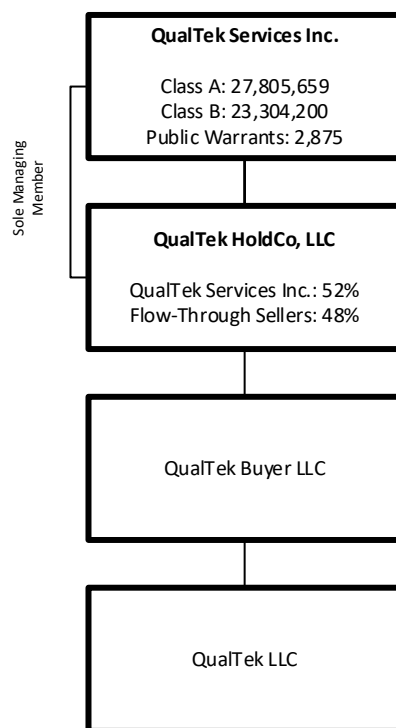 QualTek Services Inc.
Class A: 27,805,659
Class B: 23,304,200
Public Warrants: 2,875
Sole Managing
Member
QualTek HoldCo, LLC
QualTek Services Inc.: 52%
Flow-Through Sellers: 48%
QualTek Buyer LLC
QualTek LLC